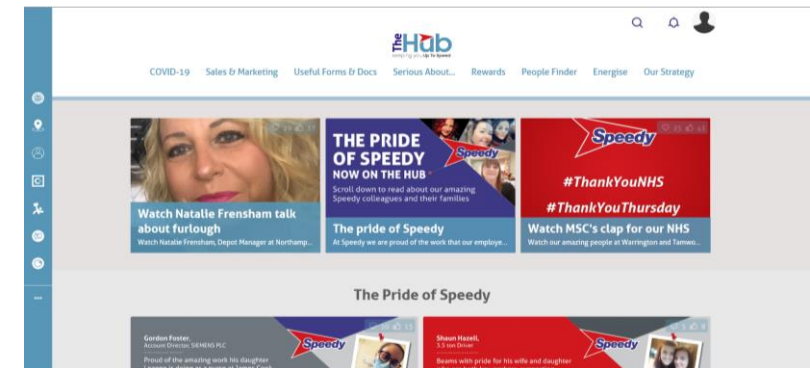 The Hub
keeping you Up To Speed
COVID-19 Sales & Marketing Useful Forms & Docs Serious About... Rewards People Finder Energise Our Strategy
Watch Natalie Frensham talk
about furlough
Watch Natalie Frensham, Depot Manager at Northamp...
THE PRIDE
OF SPEEDY
NOW ON THE HUB
Scroll down to read about our amazing
Speedy colleagues and their families
Speedy
The pride of Speedy
At Speedy we are proud of the work that our employe...
Speedy
#ThankYouNHS
#ThankYouThursday
Watch MSC's clap for our NHS
Watch our amazing people at Warrington and Tamwo...
The Pride of Speedy
Gordon Foster,
Account Director, SIEMENS PLC
Proud of the amazing work his daughter
Speedy
Shaun Hazell,
3.5 ton Driver
Beams with pride for his wife and daughter
Speedy